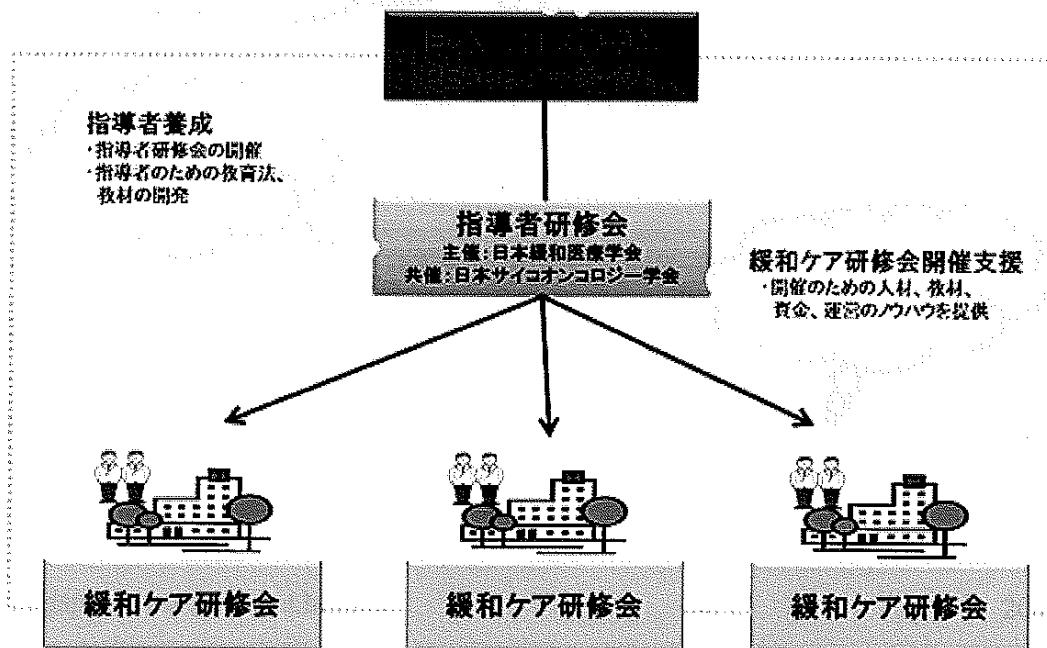 指導者養成
・指導者研修会の開催
・指導者のための教育法、
教材の開発
指導者研修会
主催：日本緩和医療学会
共催：日本サイコオンコロジー学会
緩和ケア研修会開催支援
・開催のための人材、教材、
資金、運営のノウハウを提供
緩和ケア研修会
緩和ケア研修会
緩和ケア研修会